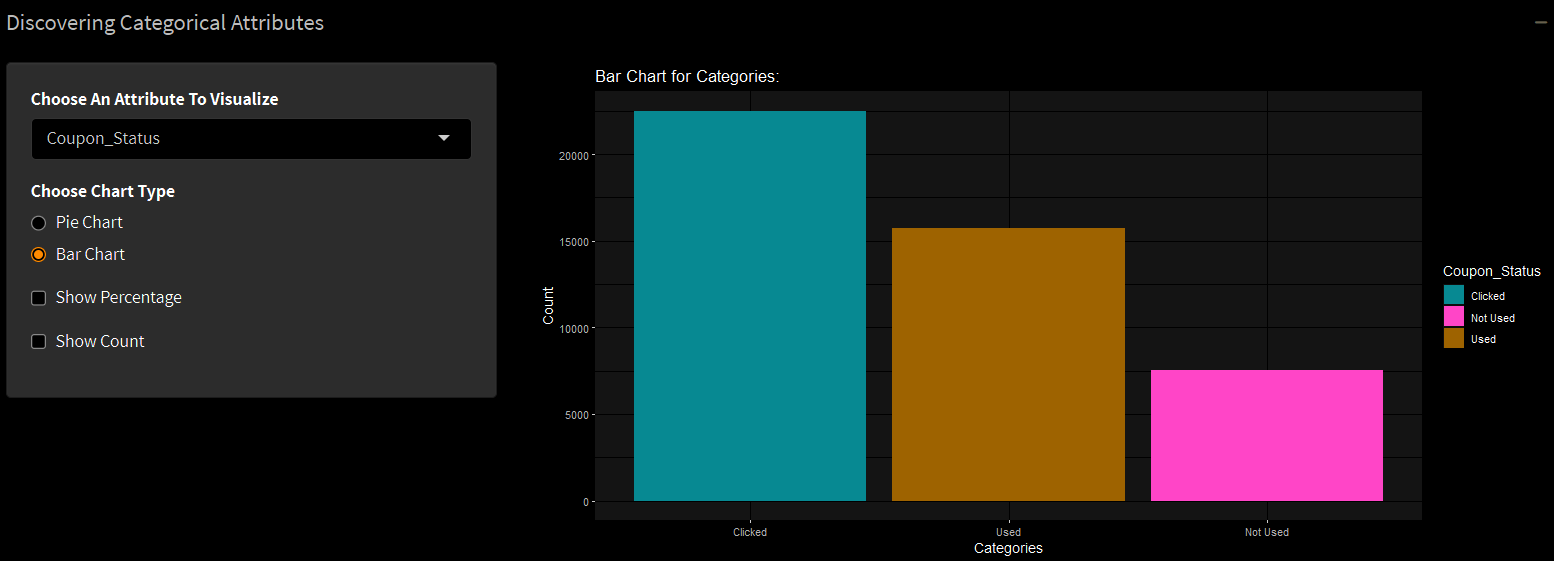 Discovering Categorical Attributes
Choose An Attribute To Visualize
Coupon_Status
Choose Chart Type
Pie Chart
Bar Chart
Show Percentage
Show Count
Bar Chart for Categories:
Count
20000
15000
10000
5000
0
Clicked Used Not Used
Categories
Coupon_Status
Clicked
Not Used
Used